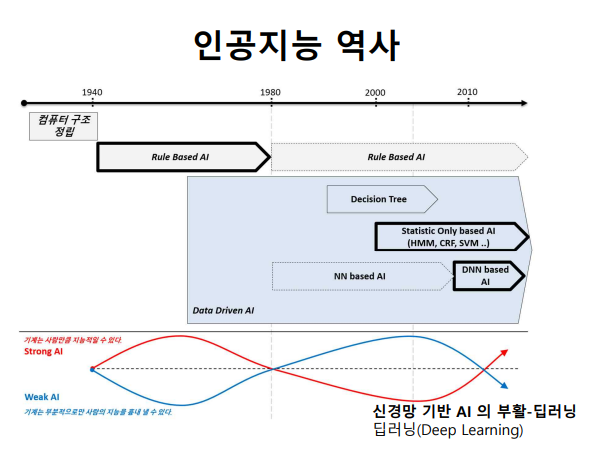 인공지능 역사
1940
1980
2000
2010
컴퓨터 구조
정립
Rule Based AI
Rule Based AI
Decision Tree
Statistic Only based AI
(HMM, CRF, SVM ..)
NN based AI
DNN based
AI
Data Driven AI
기계는 사람만큼 지능적일 수 있다.
Strong AI
Weak AI
기계는 부분적으로만 사람의 지능을 흉내 낼 수 있다.
신경망 기반 AI 의 부활-딥러닝
딥러닝(Deep Learning)